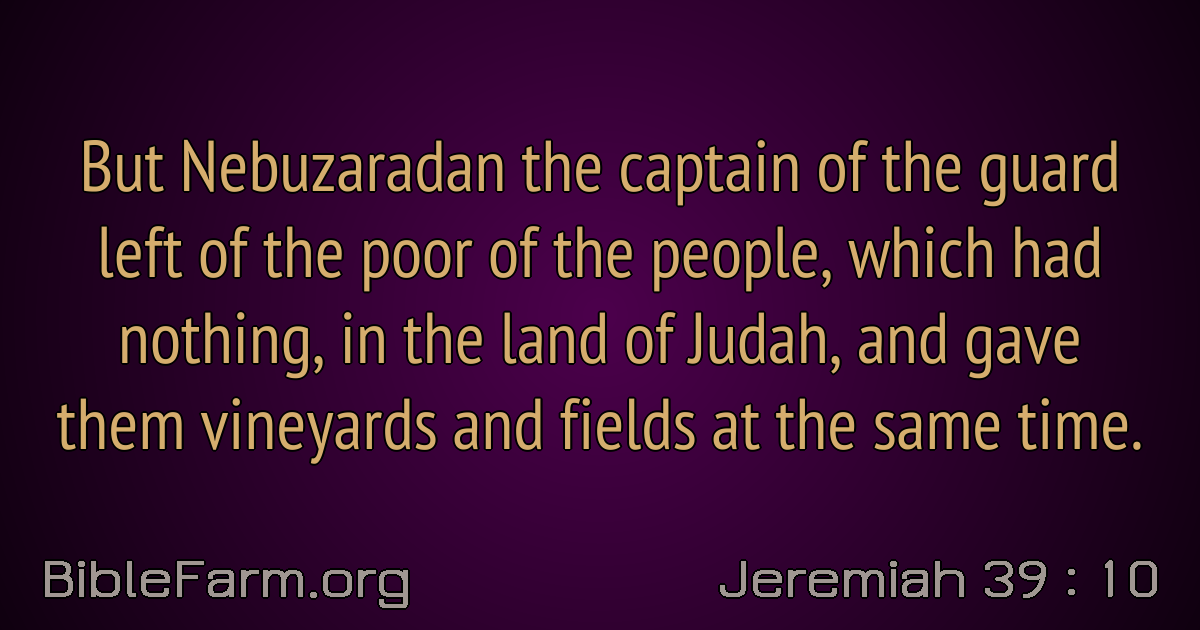 But Nebuzaradan the captain of the guard
left of the poor of the people, which had
nothing, in the land of Judah, and gave
them vineyards and fields at the same time.
BibleFarm.org
Jeremiah 39 : 10